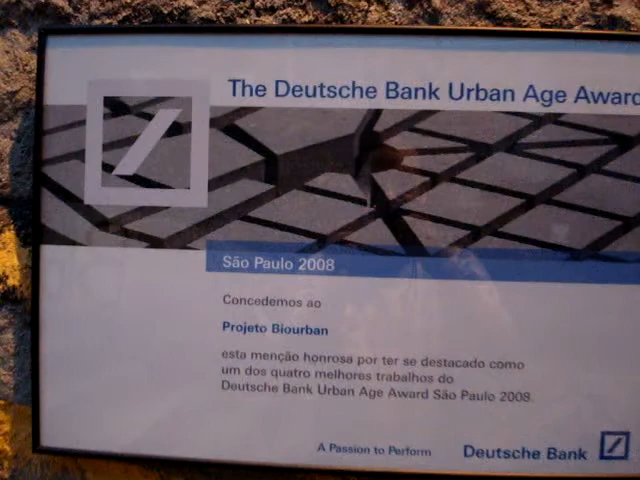 The Deutsche Bank Urban Age Award
São Paulo 2008
Concedemos ao
Projeto Biourban
esta menção honrosa por ter se destacado como
um dos quatro melhores trabalhos do
Deutsche Bank Urban Age Award São Paulo 2008.
A Passion to Perform
Deutsche Bank